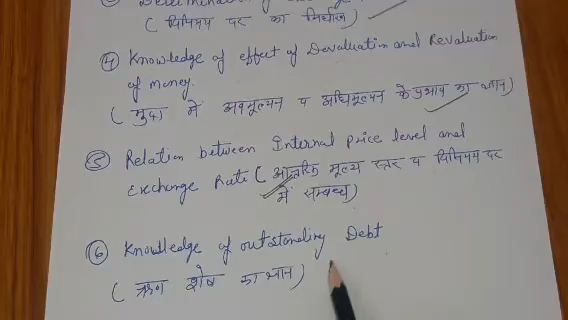 (विनिमय दर का निर्धारण)
④ Knowledge of effect of Devaluation and Revaluation
of money.
(मुद्रा में अवमूल्यन व अधिमूल्यन के प्रभाव का ज्ञान)
⑤ Relation between Internal price level and
Exchange Rate (आन्तरिक मूल्य स्तर व विनिमय दर
में सम्बन्ध)
⑥ Knowledge of outstanding Debt
(ऋण शेष का ज्ञान)